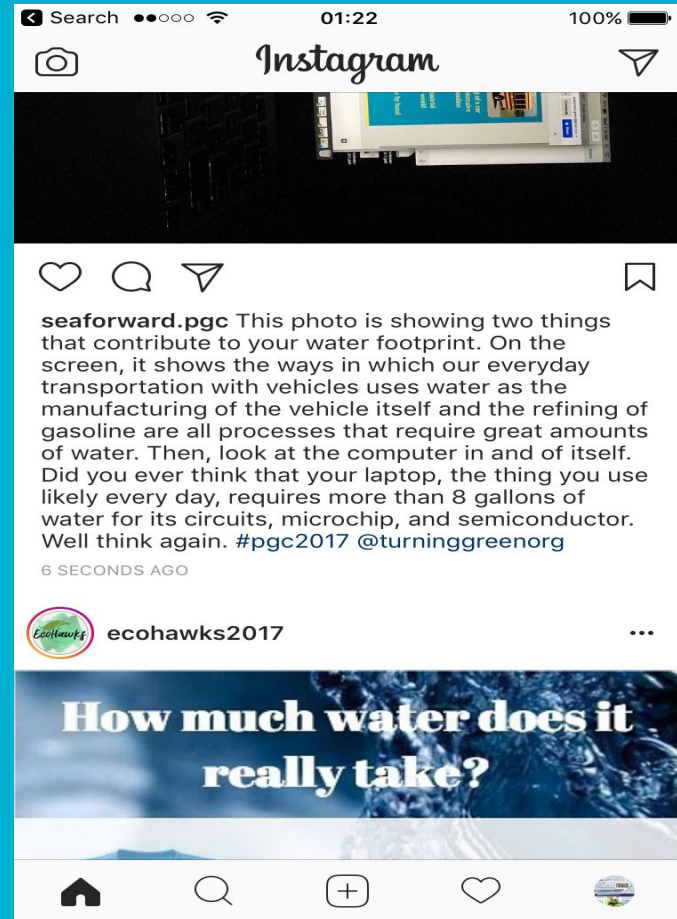 Search 01:22 100%
Instagram
seaforward.pgc This photo is showing two things
that contribute to your water footprint. On the
screen, it shows the ways in which our everyday
transportation with vehicles uses water as the
manufacturing of the vehicle itself and the refining of
gasoline are all processes that require great amounts
of water. Then, look at the computer in and of itself.
Did you ever think that your laptop, the thing you use
likely every day, requires more than 8 gallons of
water for its circuits, microchip, and semiconductor.
Well think again. #pgc2017 @turninggreenorg
6 SECONDS AGO
EcoHawks
ecohawks2017
How much water does it
really take?